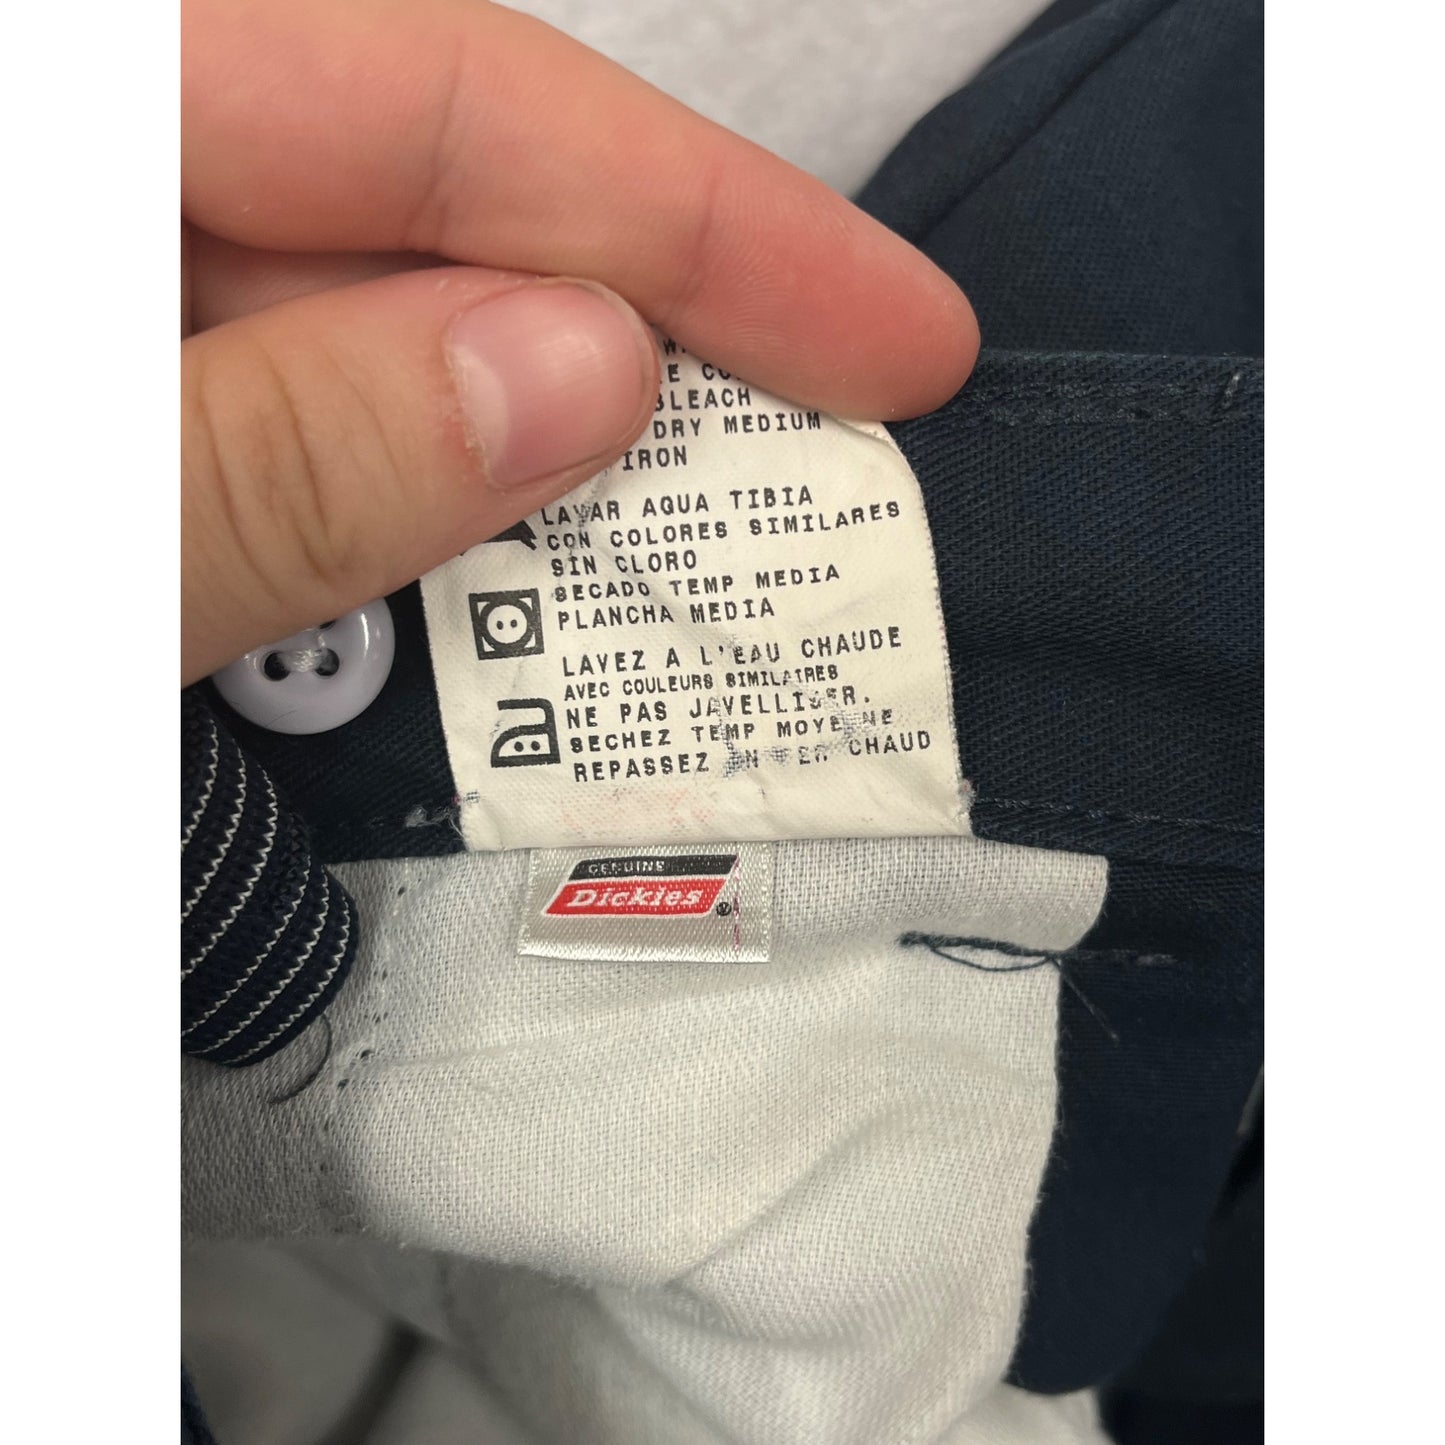 BLEACH
DRY MEDIUM
IRON
LAVAR AQUA TIBIA
CON COLORES SIMILARES
SIN CLORO
SECADO TEMP MEDIA
PLANCHA MEDIA
LAVEZ A L'EAU CHAUDE
AVEC COULEURS SIMILAIRES
NE PAS JAVELLISER.
SECHEZ TEMP MOYENNE
REPASSEZ CHAUD
GENUINE
Dickies®